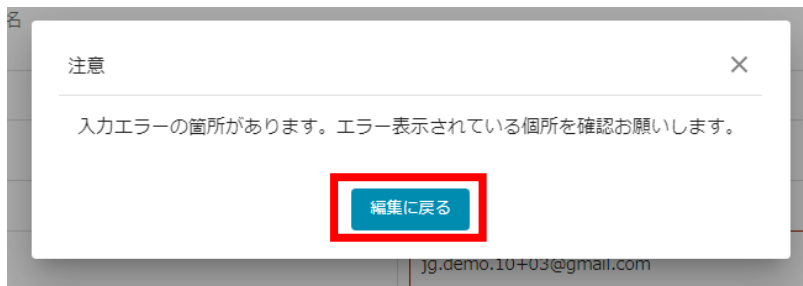 名
注意
入力エラーの箇所があります。エラー表示されている個所を確認お願いします。
編集に戻る
jg.demo.10+03@gmail.com